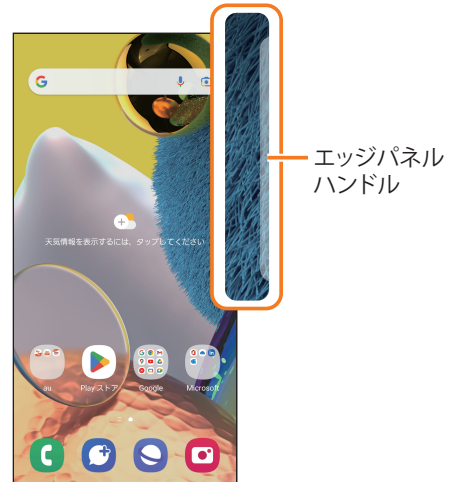 エッジパネル
ハンドル
天気情報を表示するには、タップしてください
au
Play ストア
Google
Microsoft